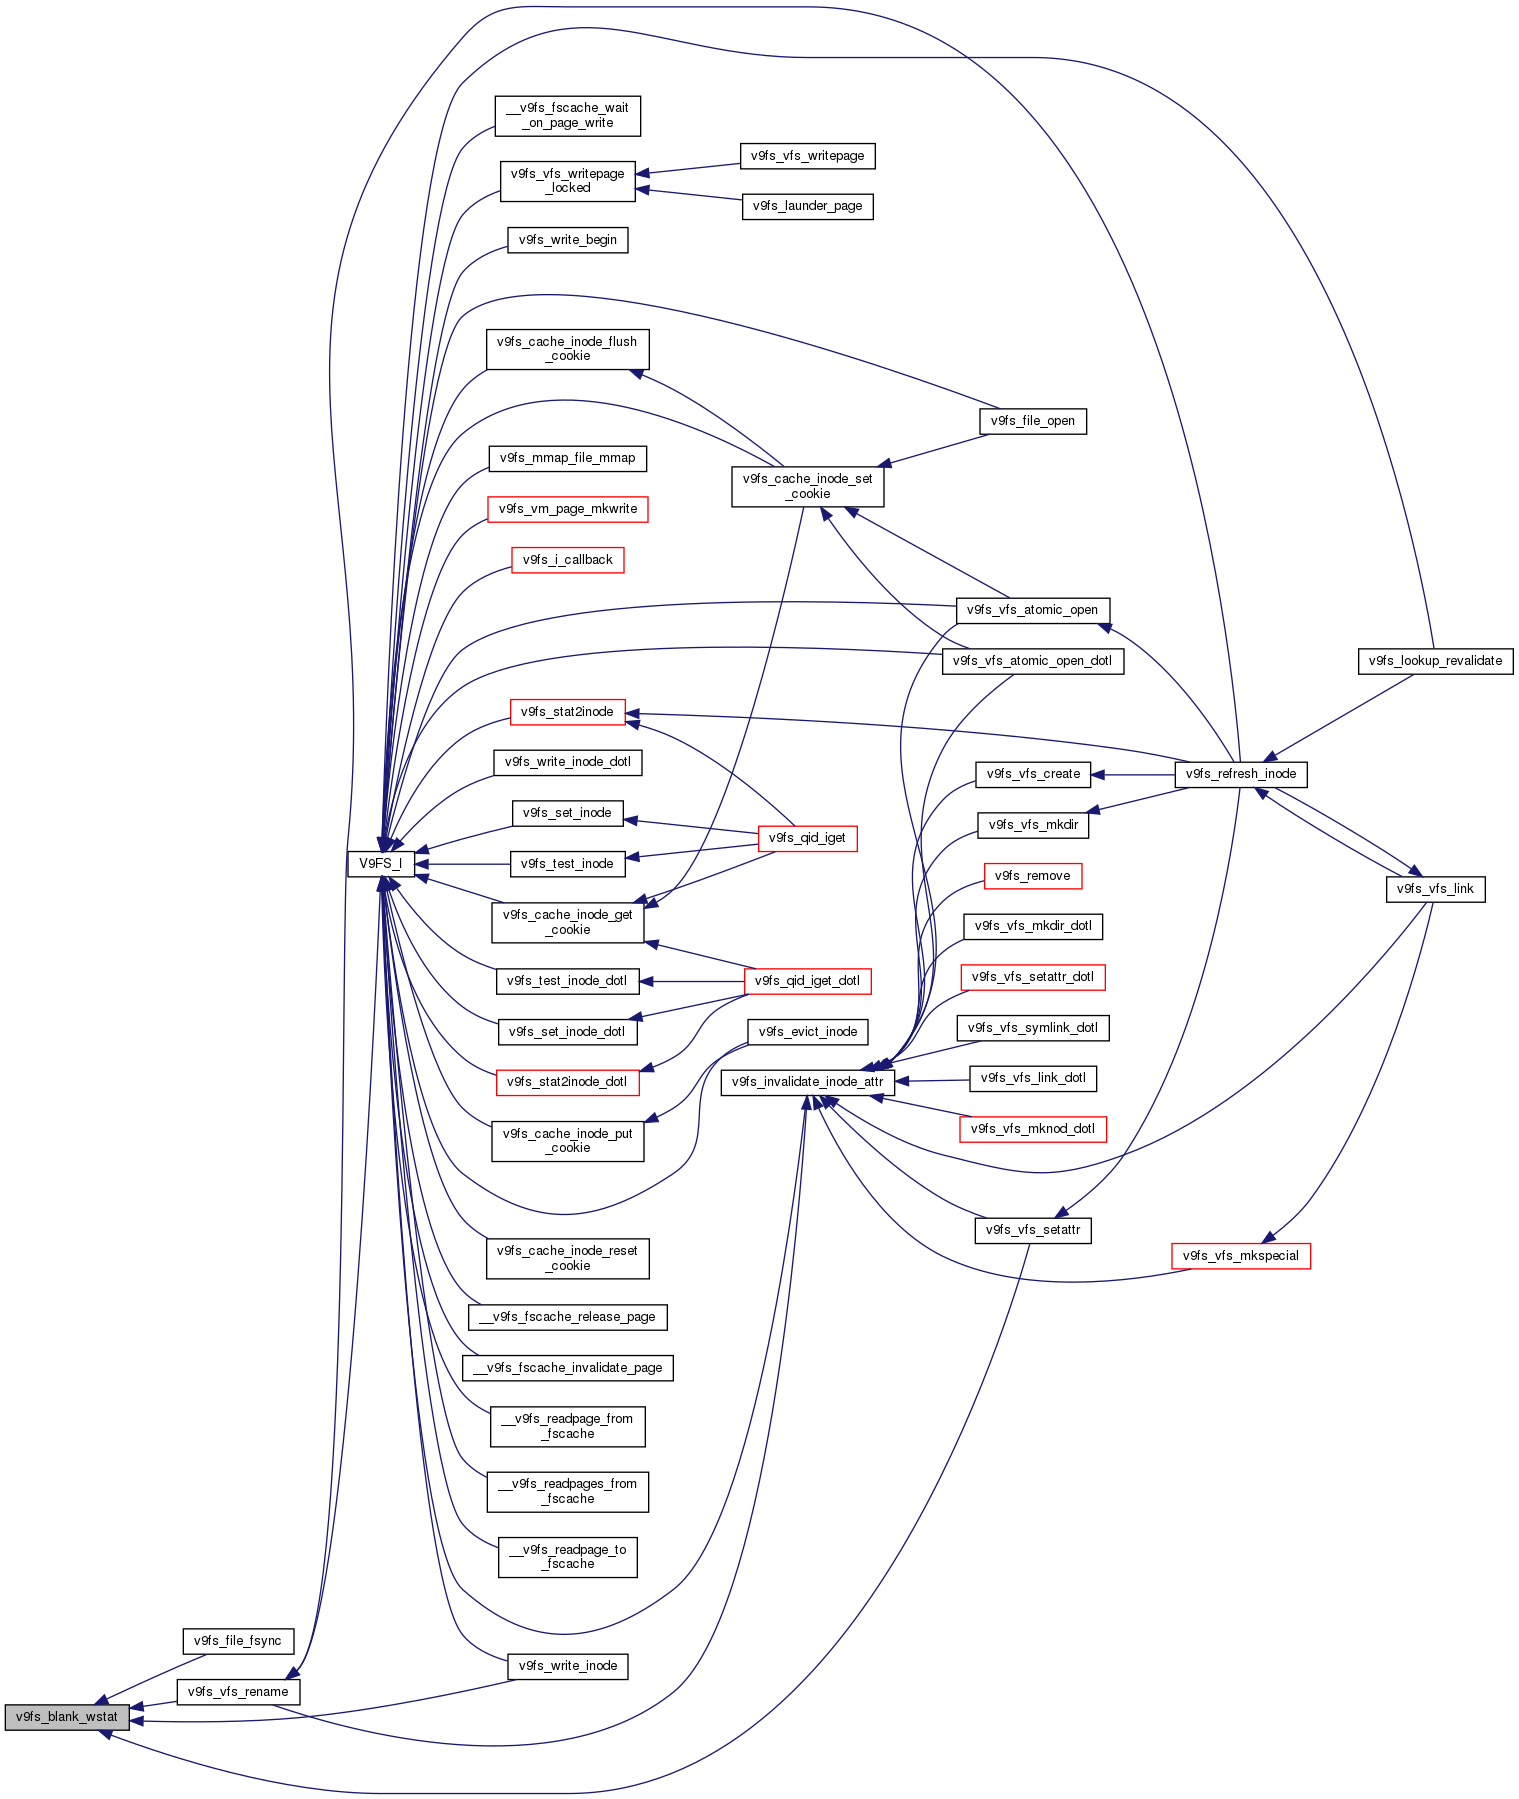 __v9fs_fscache_wait
_on_page_write
v9fs_vfs_writepage
v9fs_vfs_writepage
_locked
v9fs_launder_page
v9fs_write_begin
v9fs_cache_inode_flush
_cookie
v9fs_file_open
v9fs_mmap_file_mmap
v9fs_cache_inode_set
_cookie
v9fs_vm_page_mkwrite
v9fs_i_callback
v9fs_vfs_atomic_open
v9fs_vfs_atomic_open_dotl
v9fs_lookup_revalidate
v9fs_stat2inode
v9fs_write_inode_dotl
v9fs_vfs_create
v9fs_refresh_inode
v9fs_set_inode
v9fs_vfs_mkdir
v9fs_qid_iget
V9FS_I
v9fs_test_inode
v9fs_remove
v9fs_vfs_link
v9fs_cache_inode_get
_cookie
v9fs_vfs_mkdir_dotl
v9fs_test_inode_dotl
v9fs_qid_iget_dotl
v9fs_vfs_setattr_dotl
v9fs_set_inode_dotl
v9fs_evict_inode
v9fs_vfs_symlink_dotl
v9fs_stat2inode_dotl
v9fs_invalidate_inode_attr
v9fs_vfs_link_dotl
v9fs_vfs_mknod_dotl
v9fs_cache_inode_put
_cookie
v9fs_vfs_setattr
v9fs_cache_inode_reset
_cookie
v9fs_vfs_mkspecial
__v9fs_fscache_release_page
__v9fs_fscache_invalidate_page
__v9fs_readpage_from
_fscache
__v9fs_readpages_from
_fscache
__v9fs_readpage_to
_fscache
v9fs_file_fsync
v9fs_write_inode
v9fs_vfs_rename
v9fs_blank_wstat